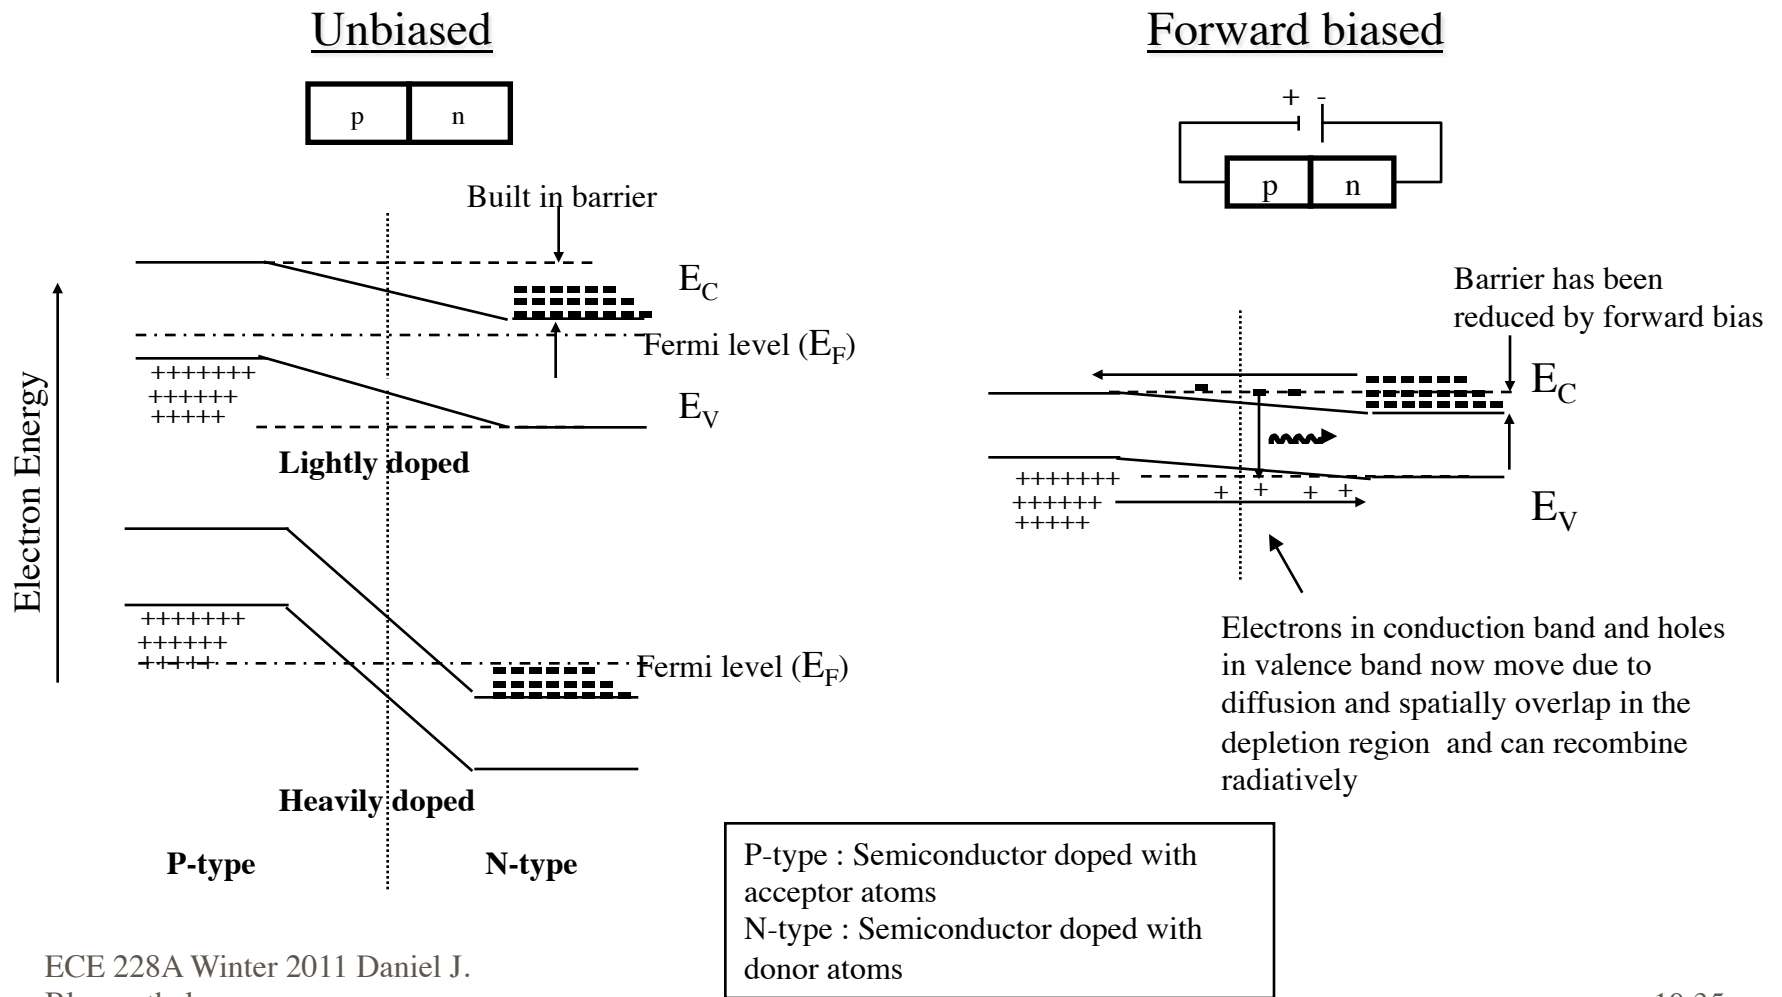 Unbiased
Forward biased
p n
+ -
p n
Built in barrier
E_C
Fermi level (E_F)
+++++++
++++++
+++++
E_V
Lightly doped
Electron Energy
+++++++
++++++
+++++
Fermi level (E_F)
Heavily doped
P-type
N-type
Barrier has been
reduced by forward bias
E_C
+++++++
++++++
+++++
+ + + +
E_V
Electrons in conduction band and holes
in valence band now move due to
diffusion and spatially overlap in the
depletion region and can recombine
radiatively
P-type : Semiconductor doped with
acceptor atoms
N-type : Semiconductor doped with
donor atoms
ECE 228A Winter 2011 Daniel J.